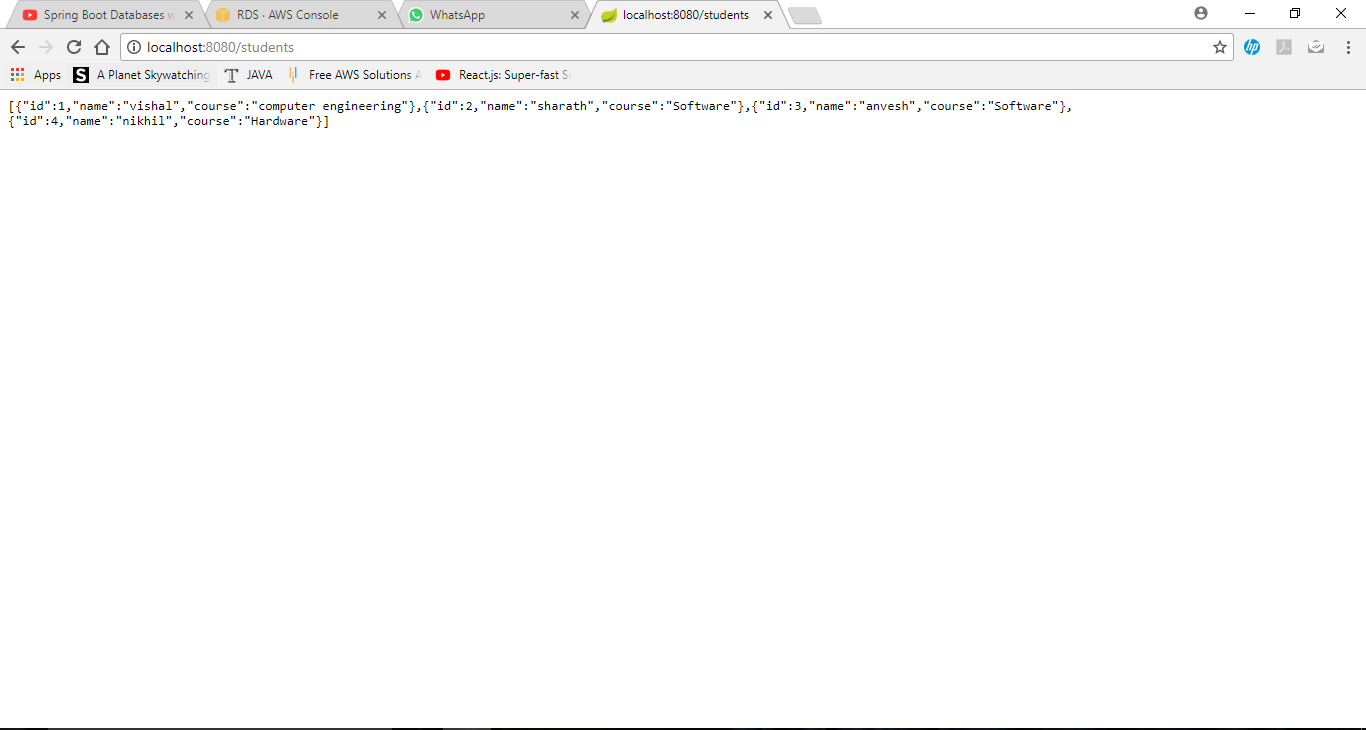 Spring Boot Databases w
RDS · AWS Console
WhatsApp
localhost:8080/students
localhost:8080/students
Apps
S
A Planet Skywatching
T
JAVA
Free AWS Solutions A
React.js: Super-fast S
hp
[{"id":1,"name":"vishal","course":"computer engineering"},{"id":2,"name":"sharath","course":"Software"},{"id":3,"name":"anvesh","course":"Software"},
{"id":4,"name":"nikhil","course":"Hardware"}]